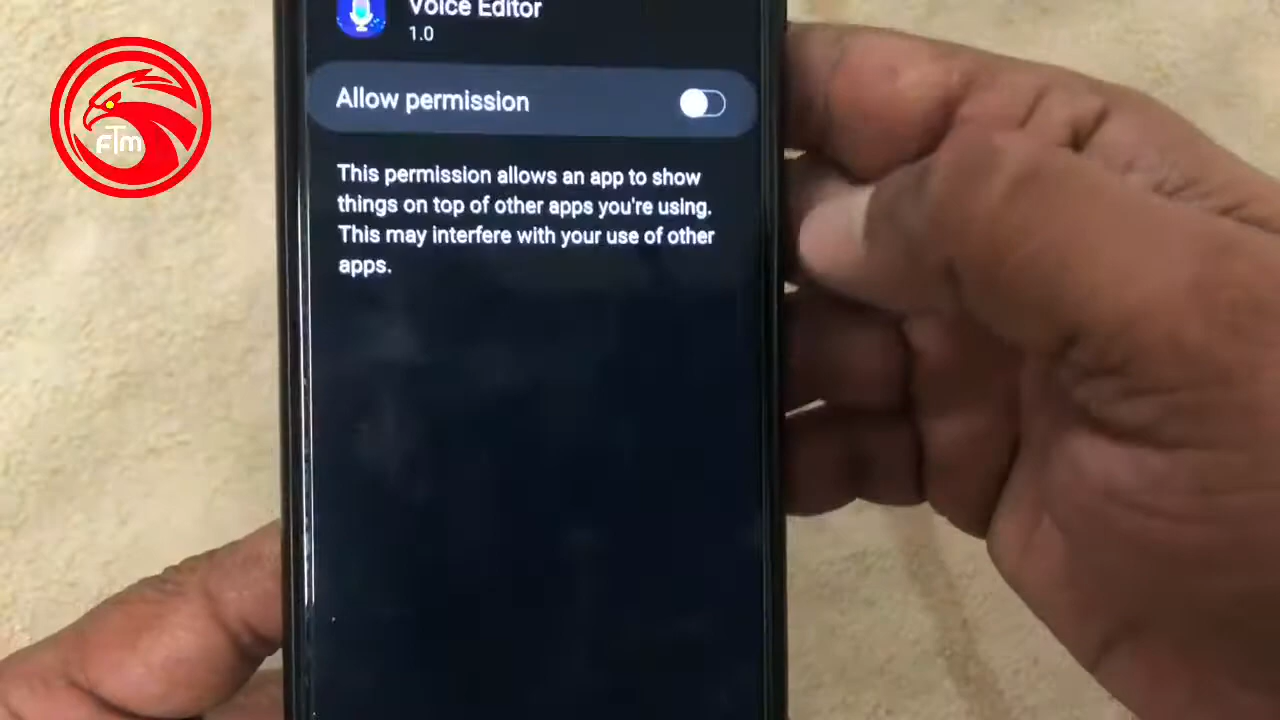 Voice Editor
1.0
Allow permission
This permission allows an app to show
things on top of other apps you're using.
This may interfere with your use of other
apps.
FTm